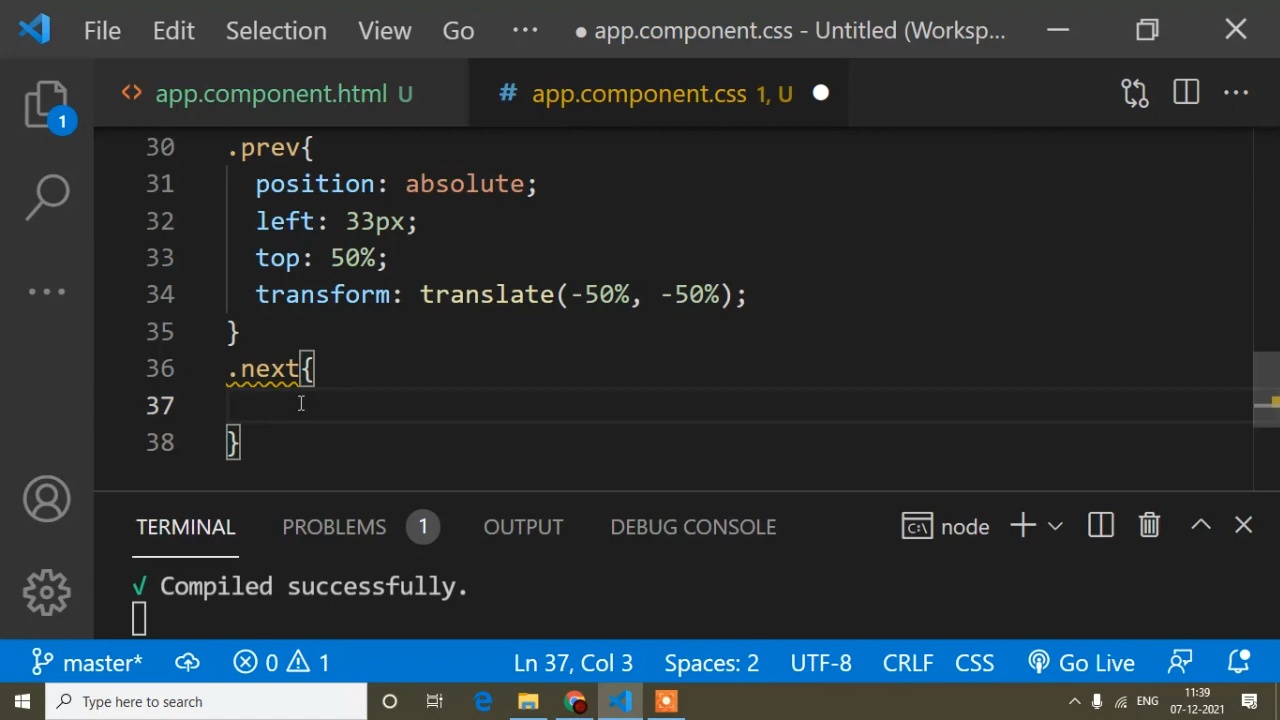 File Edit Selection View Go ··· ● app.component.css - Untitled (Worksp...
<> app.component.html U # app.component.css 1, U ●
1
30 .prev{
31 position: absolute;
32 left: 33px;
33 top: 50%;
34 transform: translate(-50%, -50%);
35 }
36 .next{
37
38 }
TERMINAL PROBLEMS 1 OUTPUT DEBUG CONSOLE node
√ Compiled successfully.
master* 0 1 Ln 37, Col 3 Spaces: 2 UTF-8 CRLF CSS Go Live
Type here to search ENG 11:39
07-12-2021